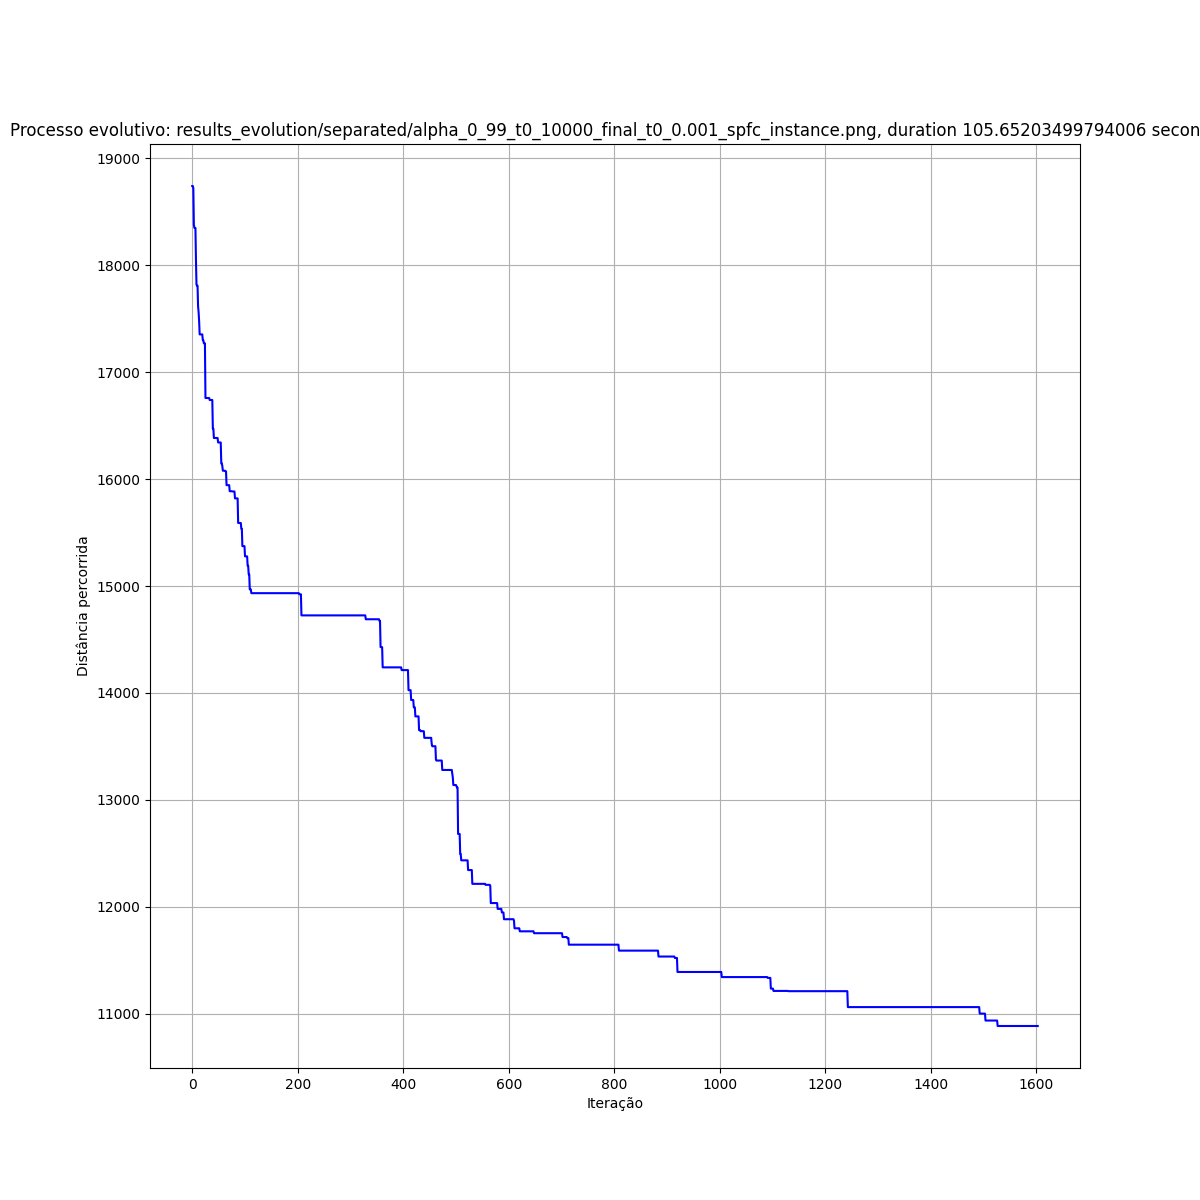 Processo evolutivo: results_evolution/separated/alpha_0_99_t0_10000_final_t0_0.001_spfc_instance.png, duration 105.65203499794006 secon
19000
18000
17000
16000
15000
14000
13000
12000
11000
Distância percorrida
0 200 400 600 800 1000 1200 1400 1600
Iteração